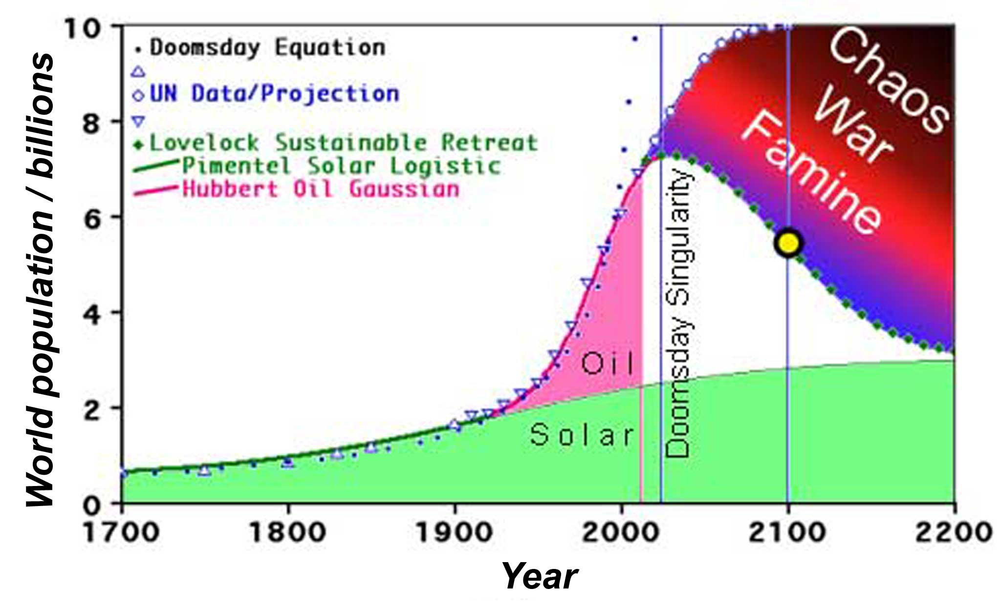 World population / billions
10
8
6
4
2
0
Doomsday Equation
UN Data/Projection
Lovelock Sustainable Retreat
Pimentel Solar Logistic
Hubbert Oil Gaussian
Chaos
War
Famine
Doomsday Singularity
Oil
Solar
1700 1800 1900 2000 2100 2200
Year